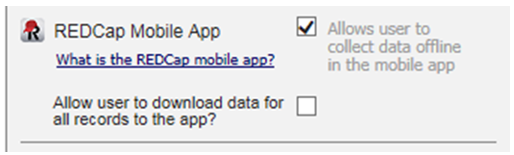 REDCap Mobile App
What is the REDCap mobile app?
Allows user to
collect data offline
in the mobile app
Allow user to download data for
all records to the app?